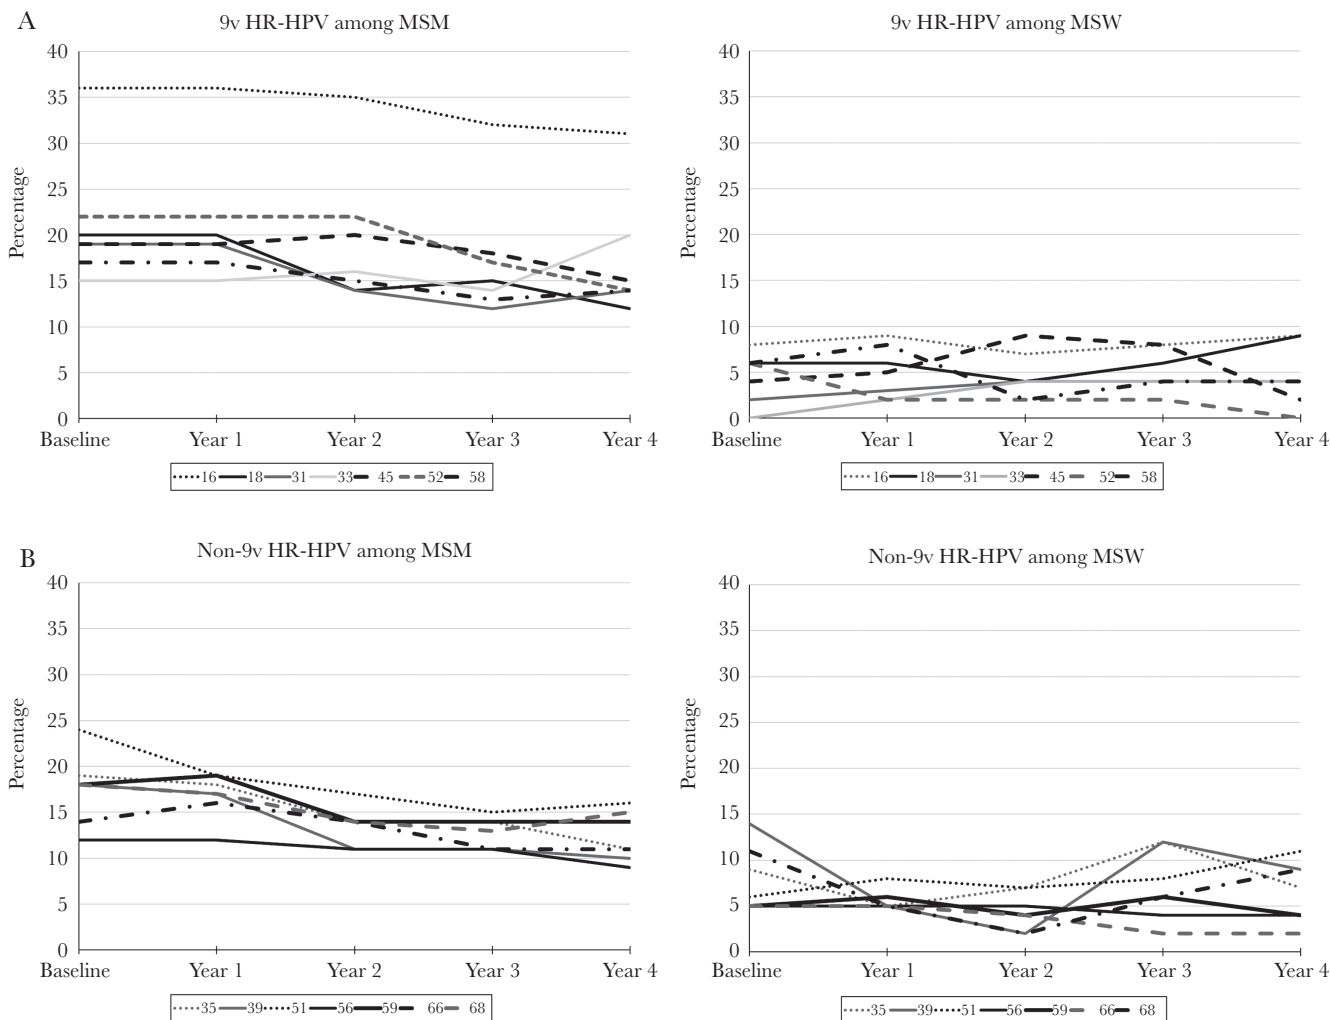 A
9v HR-HPV among MSM
40
35
30
25
20
15
10
5
0
Percentage
Baseline Year 1 Year 2 Year 3 Year 4
16 18 31 33 45 52 58
9v HR-HPV among MSW
40
35
30
25
20
15
10
5
0
Percentage
Baseline Year 1 Year 2 Year 3 Year 4
16 18 31 33 45 52 58
B
Non-9v HR-HPV among MSM
40
35
30
25
20
15
10
5
0
Percentage
Baseline Year 1 Year 2 Year 3 Year 4
35 39 51 56 59 66 68
Non-9v HR-HPV among MSW
40
35
30
25
20
15
10
5
0
Percentage
Baseline Year 1 Year 2 Year 3 Year 4
35 39 51 56 59 66 68